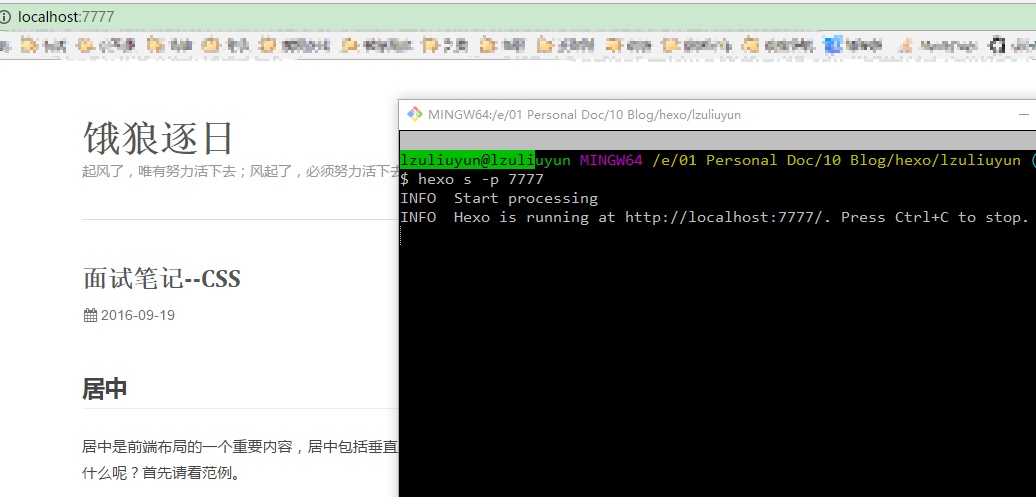 localhost:7777
饿狼逐日
起风了，唯有努力活下去；风起了，必须努力活下去
面试笔记--CSS
2016-09-19
居中
居中是前端布局的一个重要内容，居中包括垂直
什么呢？首先请看范例。
MINGW64:/e/01 Personal Doc/10 Blog/hexo/lzuliuyun
lzuliuyun@lzuliuyun MINGW64 /e/01 Personal Doc/10 Blog/hexo/lzuliuyun (
$ hexo s -p 7777
INFO  Start processing
INFO  Hexo is running at http://localhost:7777/. Press Ctrl+C to stop.